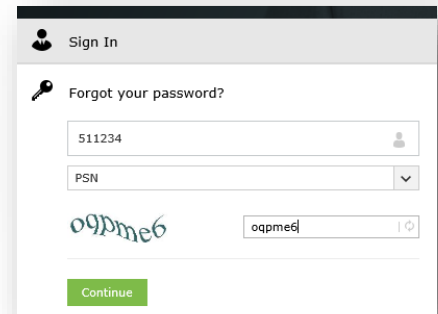 Sign In
Forgot your password?
511234
PSN
oqpme6 oqpme6
Continue